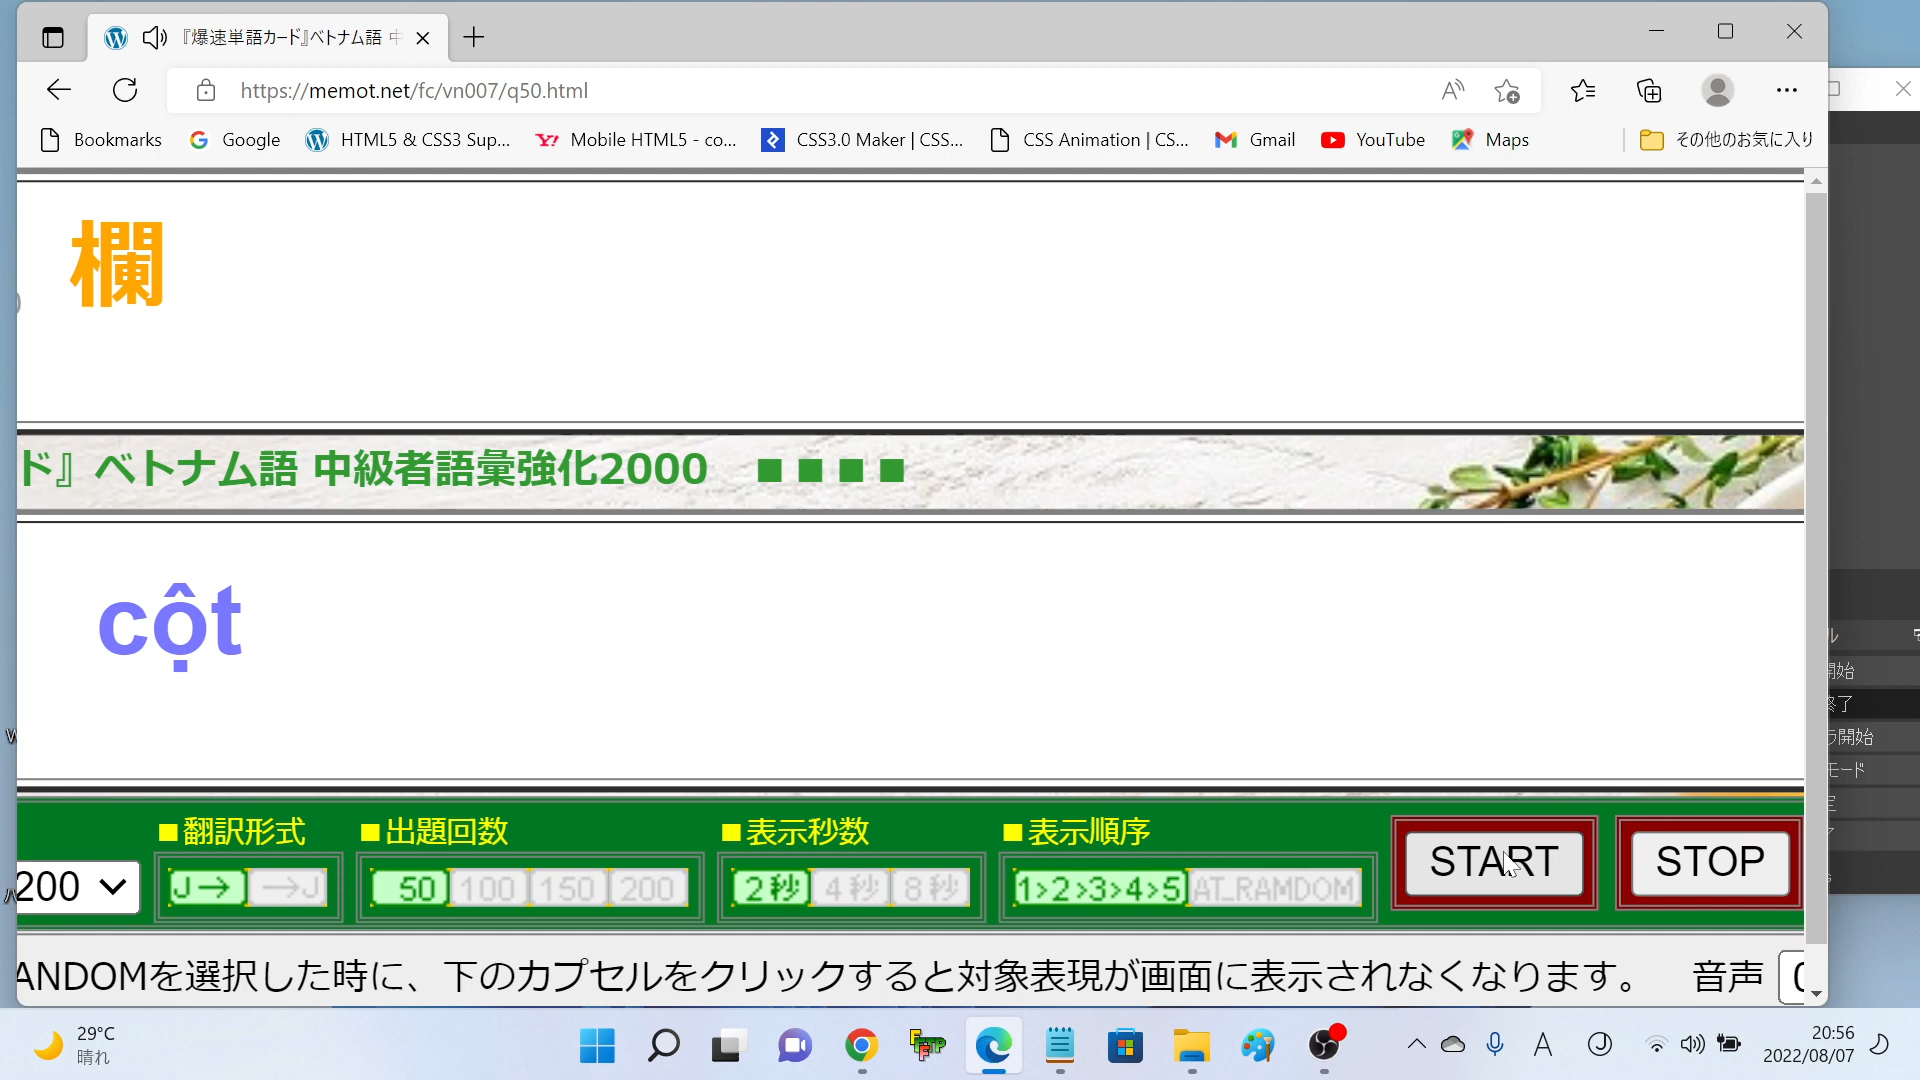 『爆速単語カード』ベトナム語 中
https://memot.net/fc/vn007/q50.html
Bookmarks Google HTML5 & CSS3 Sup... Mobile HTML5 - co... CSS3.0 Maker | CSS... CSS Animation | CS... Gmail YouTube Maps その他のお気に入り
欄
ド』ベトナム語 中級者語彙強化2000 ■ ■ ■ ■
cột
■翻訳形式 ■出題回数 ■表示秒数 ■表示順序
200 J→ →J 50 100 150 200 2秒 4秒 8秒 1>2>3>4>5 AT_RAMDOM START STOP
ANDOMを選択した時に、下のカプセルをクリックすると対象表現が画面に表示されなくなります。 音声 0
ル
開始
終了
ラ開始
モード
29°C
晴れ
A
20:56
2022/08/07